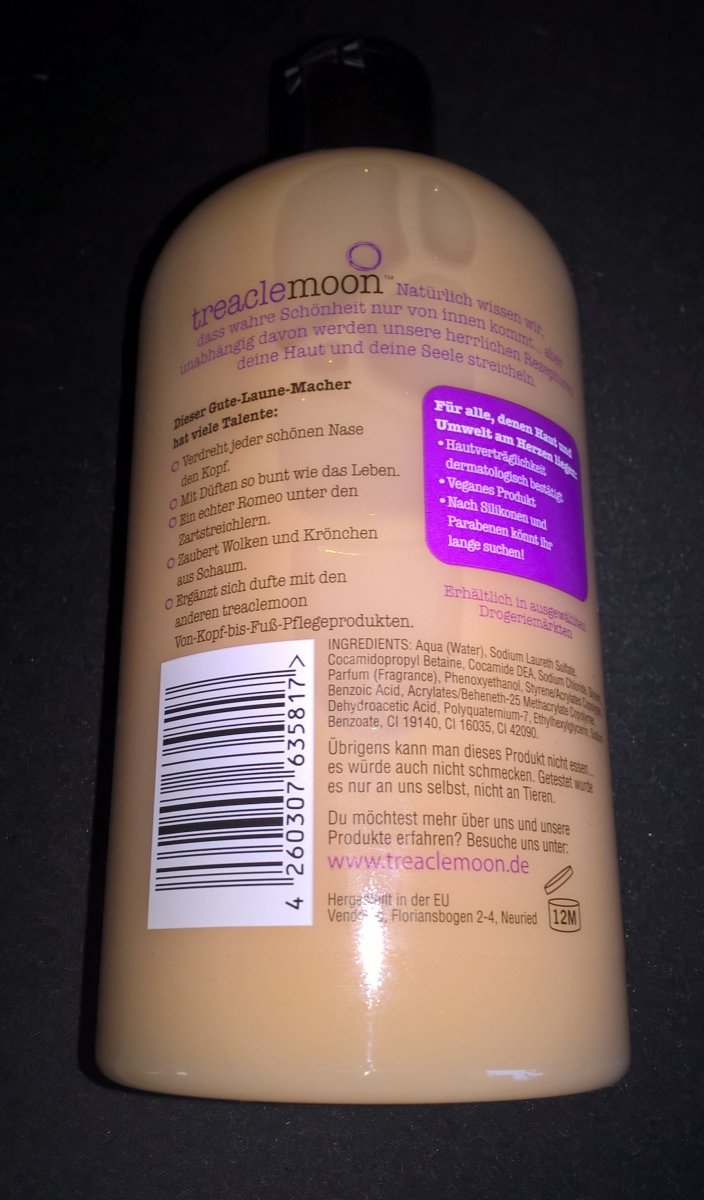 treaclemoon™ Natürlich wissen wir,
dass wahre Schönheit nur von innen kommt... aber
unabhängig davon werden unsere herrlichen Rezepturen
deine Haut und deine Seele streicheln.
Dieser Gute-Laune-Macher
hat viele Talente:
Verdreht jeder schönen Nase
den Kopf.
Mit Düften so bunt wie das Leben.
Ein echter Romeo unter den
Zartstreichlern.
Zaubert Wolken und Krönchen
aus Schaum.
Ergänzt sich dufte mit den
anderen treaclemoon
Von-Kopf-bis-Fuß-Pflegeprodukten.
Für alle, denen Haut und
Umwelt am Herzen liegen:
• Hautverträglichkeit
dermatologisch bestätigt.
• Veganes Produkt
• Nach Silikonen und
Parabenen könnt ihr
lange suchen!
Erhältlich in ausgewählten
Drogeriemärkten
INGREDIENTS: Aqua (Water), Sodium Laureth Sulfate,
Cocamidopropyl Betaine, Cocamide DEA, Sodium Chloride,
Parfum (Fragrance), Phenoxyethanol, Styrene/Acrylates Copolymer,
Benzoic Acid, Acrylates/Beheneth-25 Methacrylate Copolymer,
Dehydroacetic Acid, Polyquaternium-7, Ethylhexylglycerin, Sodium
Benzoate, CI 19140, CI 16035, CI 42090.
Übrigens kann man dieses Produkt nicht essen...
es würde auch nicht schmecken. Getestet wurde
es nur an uns selbst, nicht an Tieren.
Du möchtest mehr über uns und unsere
Produkte erfahren? Besuche uns unter:
www.treaclemoon.de
Hergestellt in der EU
Floriansbogen 2-4, Neuried
12M
4 260307 635817 >